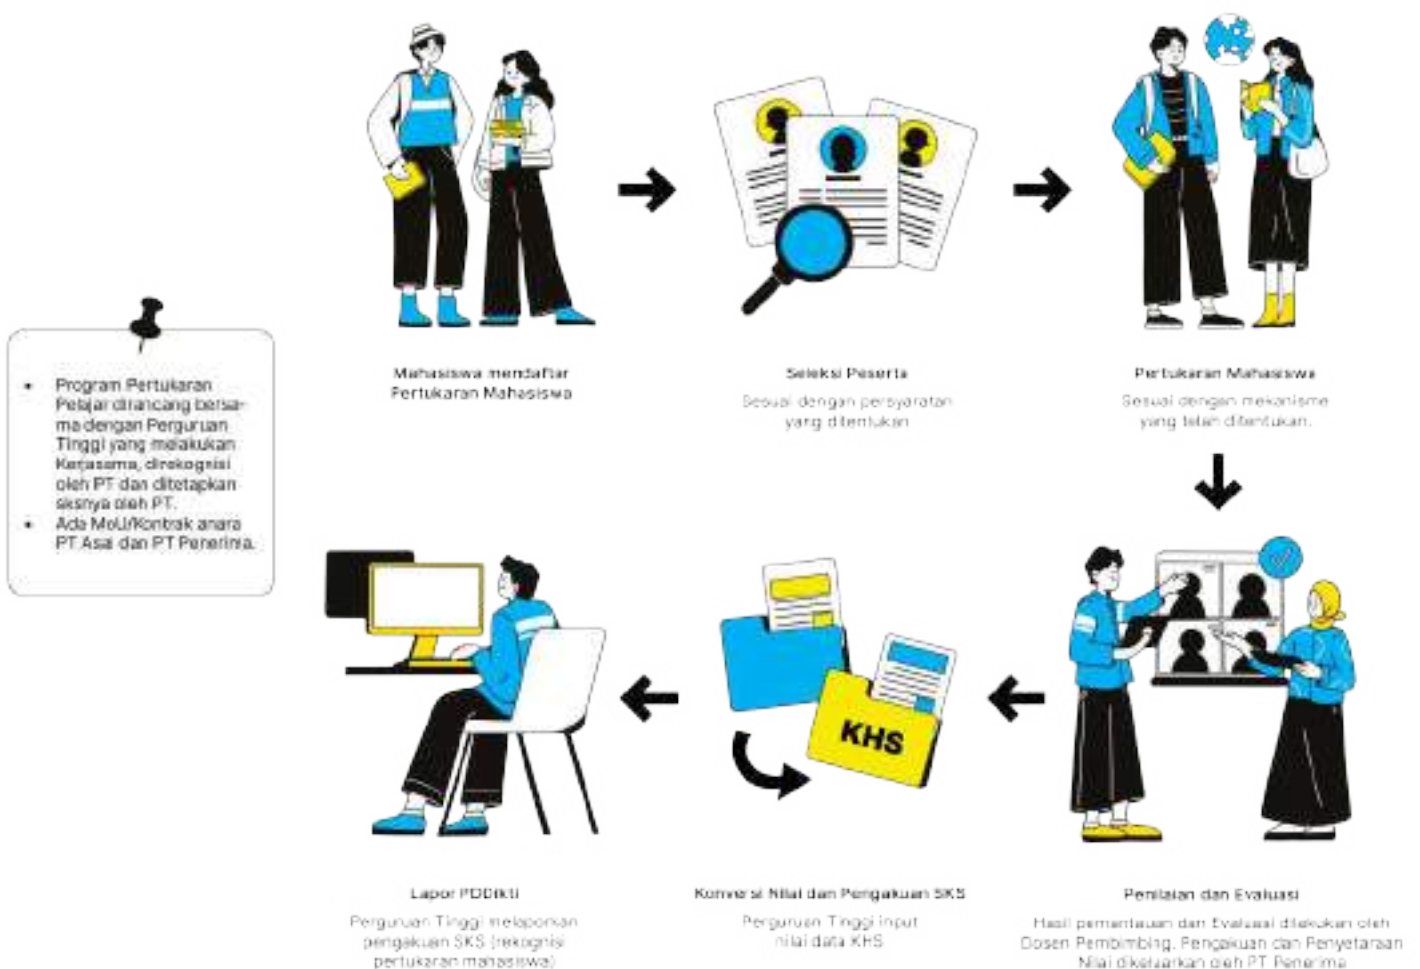 Mahasiswa mendaftar
Pertukaran Mahasiswa
Seleksi Peserta
Sesuai dengan persyaratan
yang ditentukan
Pertukaran Mahasiswa
Sesuai dengan mekanisme
yang telah ditentukan.
• Program Pertukaran
Pelajar dirancang bersa-
ma dengan Perguruan
Tinggi yang melakukan
Kerjasama, direkognisi
oleh PT dan ditetapkan
sksnya oleh PT.
• Ada MoU/Kontrak anara
PT Asal dan PT Penerima.
Penilaian dan Evaluasi
Hasil pemantauan dan Evaluasi dilakukan oleh
Dosen Pembimbing. Pengakuan dan Penyetaraan
Nilai dikeluarkan oleh PT Penerima
KHS
Konversi Nilai dan Pengakuan SKS
Perguruan Tinggi input
nilai data KHS
Lapor PDDikti
Perguruan Tinggi melaporkan
pengakuan SKS (rekognisi
pertukaran mahasiswa)